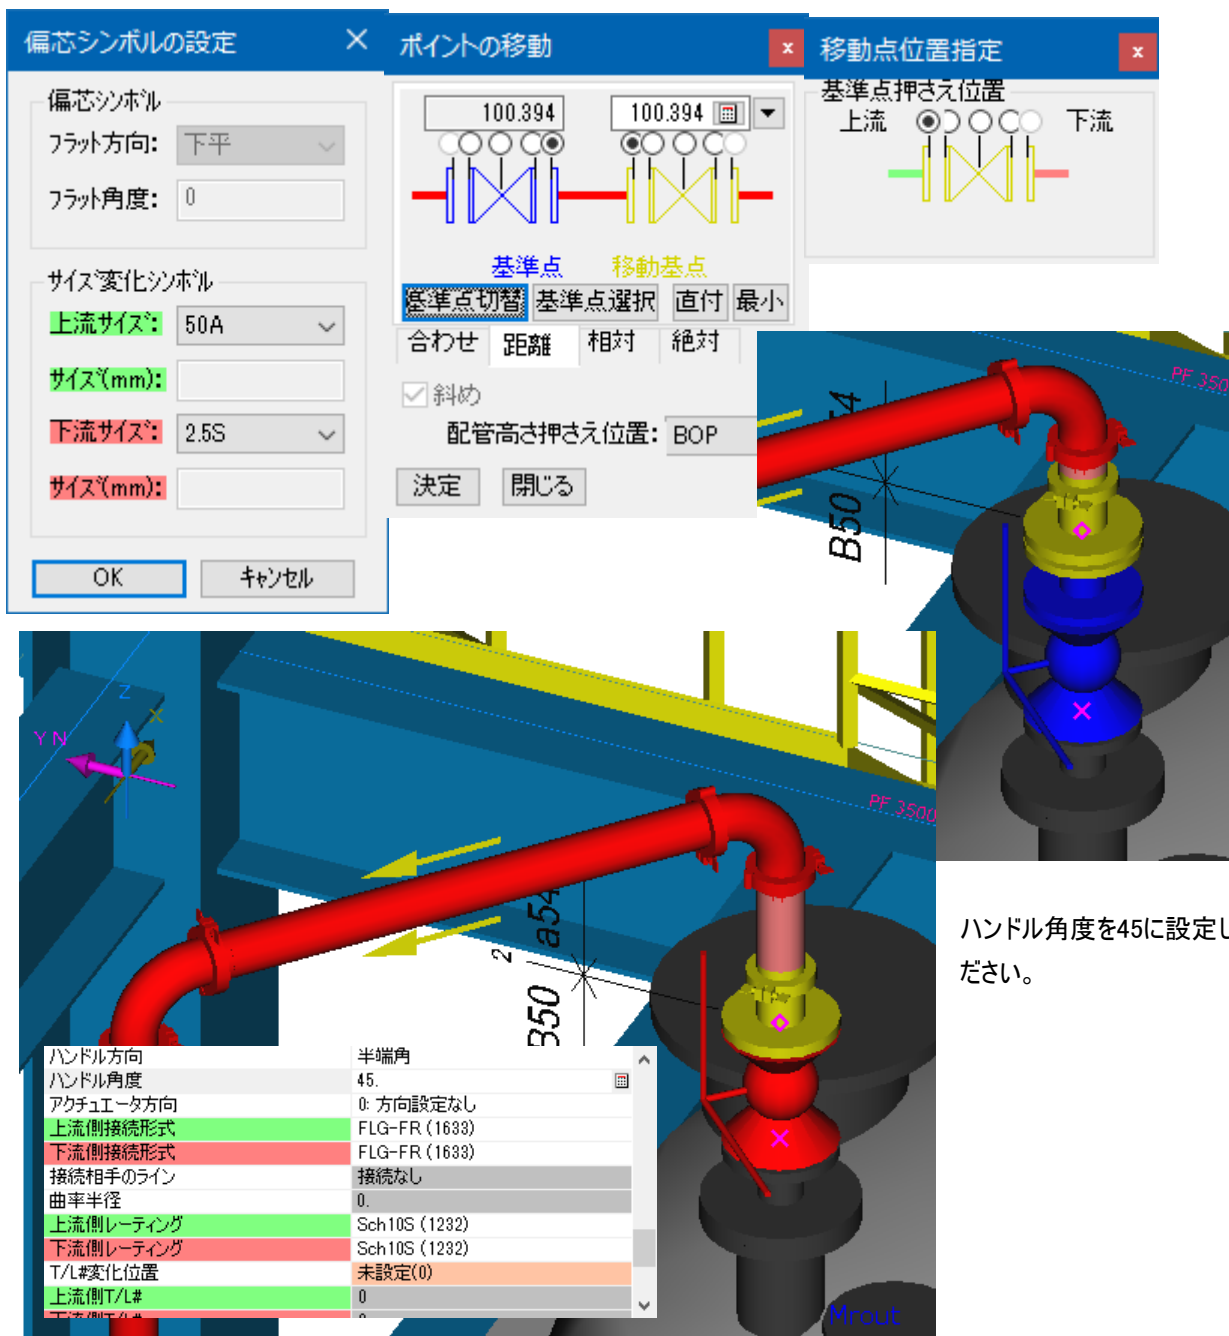 偏芯シンボルの設定
偏芯シンボル
フラット方向: 下平
フラット角度: 0
サイズ変化シンボル
上流サイズ: 50A
サイズ(mm):
下流サイズ: 2.5S
サイズ(mm):
OK キャンセル
ポイントの移動
100.394 100.394
基準点 移動基点
基準点切替 基準点選択 直付 最小
合わせ 距離 相対 絶対
斜め
配管高さ押さえ位置: BOP
決定 閉じる
移動点位置指定
基準点押さえ位置
上流 下流
PF 350
B50
Z
X
Y N
PF 3500
2 a54
B50
ハンドル角度を45に設定し
ださい。
ハンドル方向 半端角
ハンドル角度 45.
アクチュエータ方向 0: 方向設定なし
上流側接続形式 FLG-FR (1633)
下流側接続形式 FLG-FR (1633)
接続相手のライン 接続なし
曲率半径 0.
上流側レーティング Sch10S (1232)
下流側レーティング Sch10S (1232)
T/L#変化位置 未設定(0)
上流側T/L# 0
Mrout